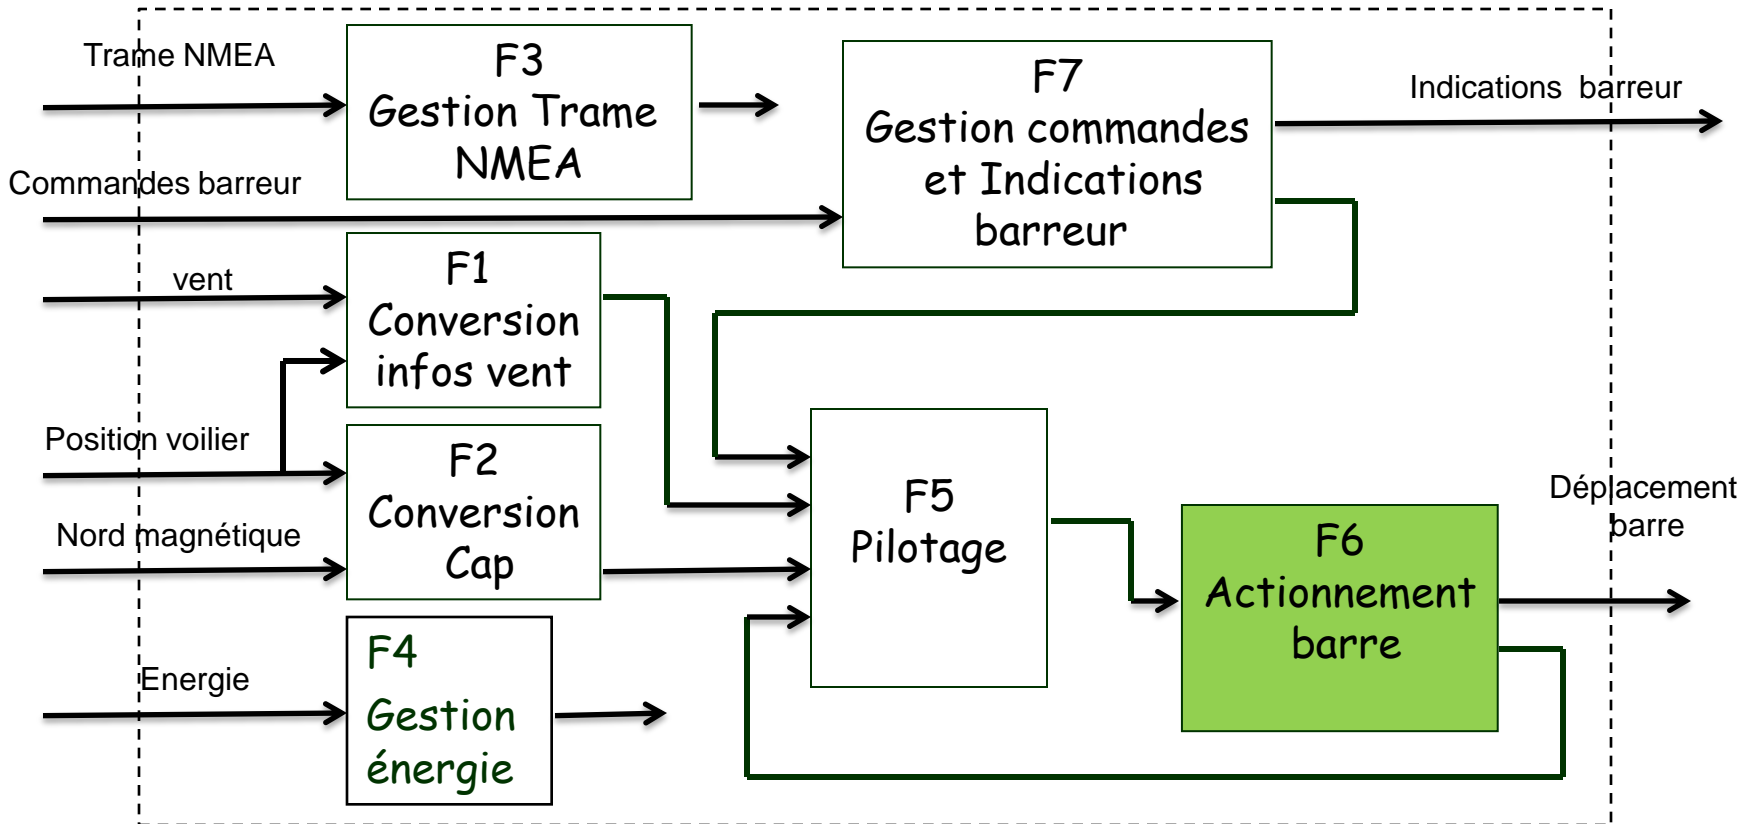 Trame NMEA
F3
Gestion Trame
NMEA
F7
Gestion commandes
et Indications
barreur
Indications barreur
Commandes barreur
vent
F1
Conversion
infos vent
Position voilier
F2
Conversion
Cap
Nord magnétique
F5
Pilotage
F6
Actionnement
barre
Déplacement
barre
Energie
F4
Gestion
énergie